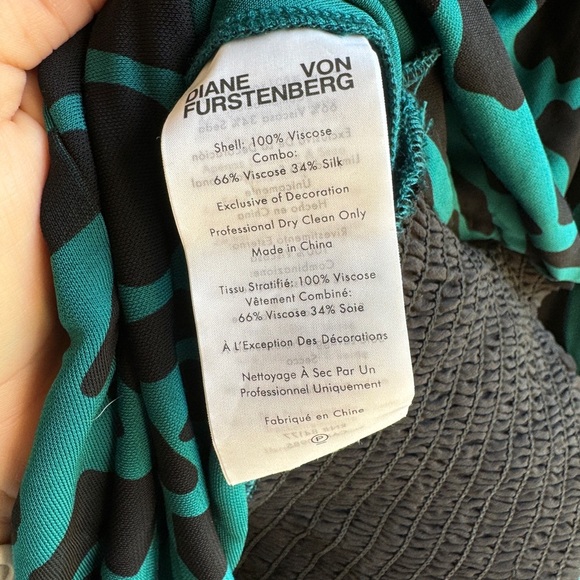 DIANE VON
FURSTENBERG
Shell: 100% Viscose
Combo:
66% Viscose 34% Silk
Exclusive of Decoration
Professional Dry Clean Only
Made in China
Tissu Stratifié: 100% Viscose
Vêtement Combiné:
66% Viscose 34% Soie
À L'Exception Des Décorations
Nettoyage À Sec Par Un
Professionnel Uniquement
Fabriqué en Chine
P